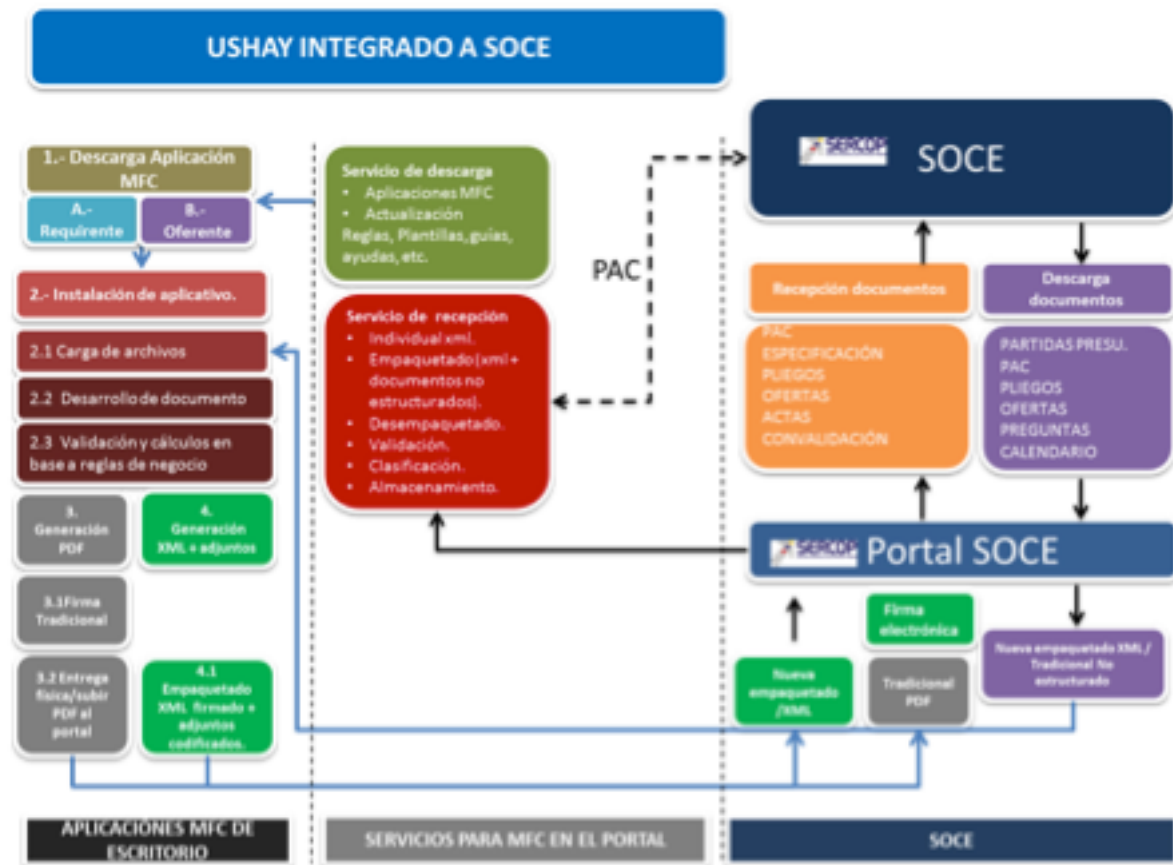 USHAY INTEGRADO A SOCE
1.- Descarga Aplicación
MFC
A.-
Requirente
B.-
Oferente
2.- Instalación de aplicativo.
2.1 Carga de archivos
2.2 Desarrollo de documento
2.3 Validación y cálculos en
base a reglas de negocio
3.
Generación
PDF
4.
Generación
XML + adjuntos
3.1Firma
Tradicional
3.2 Entrega
física/subir
PDF al
portal
4.1
Empaquetado
XML firmado +
adjuntos
codificados.
APLICACIÓNES MFC DE
ESCRITORIO
Servicio de descarga
• Aplicaciones MFC
• Actualización
Reglas, Plantillas, guías,
ayudas, etc.
Servicio de recepción
• Individual xml.
• Empaquetado (xml +
documentos no
estructurados).
• Desempaquetado.
• Validación.
• Clasificación.
• Almacenamiento.
PAC
SERVICIOS PARA MFC EN EL PORTAL
SERCOP
SOCE
Recepción documentos
PAC
ESPECIFICACIÓN
PLIEGOS
OFERTAS
ACTAS
CONVALIDACIÓN
Descarga
documentos
PARTIDAS PRESU.
PAC
PLIEGOS
OFERTAS
PREGUNTAS
CALENDARIO
SERCOP
Portal SOCE
Nueva
empaquetado
/XML
Firma
electrónica
Tradicional
PDF
Nueva empaquetado XML/
Tradicional No
estructurado
SOCE